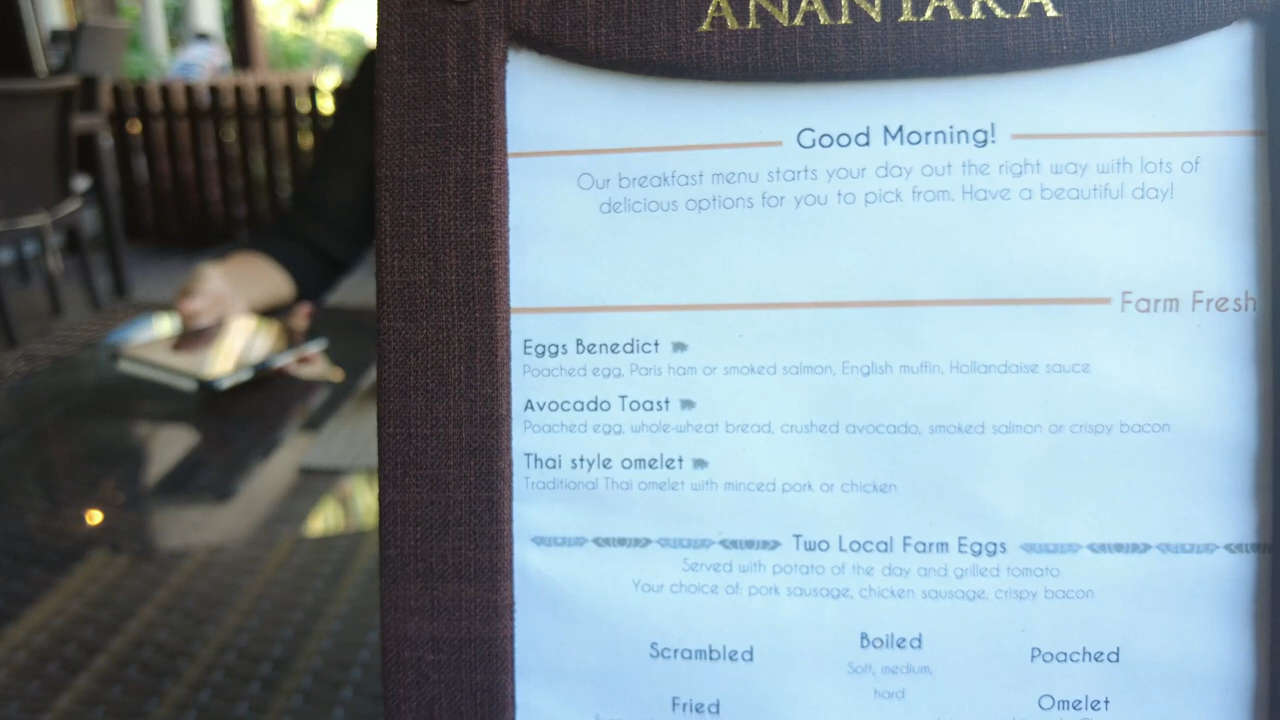 ANANTARA
Good Morning!
Our breakfast menu starts your day out the right way with lots of
delicious options for you to pick from. Have a beautiful day!
Farm Fresh
Eggs Benedict
Poached egg, Paris ham or smoked salmon, English muffin, Hollandaise sauce
Avocado Toast
Poached egg, whole-wheat bread, crushed avocado, smoked salmon or crispy bacon
Thai style omelet
Traditional Thai omelet with minced pork or chicken
Two Local Farm Eggs
Served with potato of the day and grilled tomato
Your choice of: pork sausage, chicken sausage, crispy bacon
Scrambled
Boiled
Soft, medium,
hard
Poached
Fried
Omelet